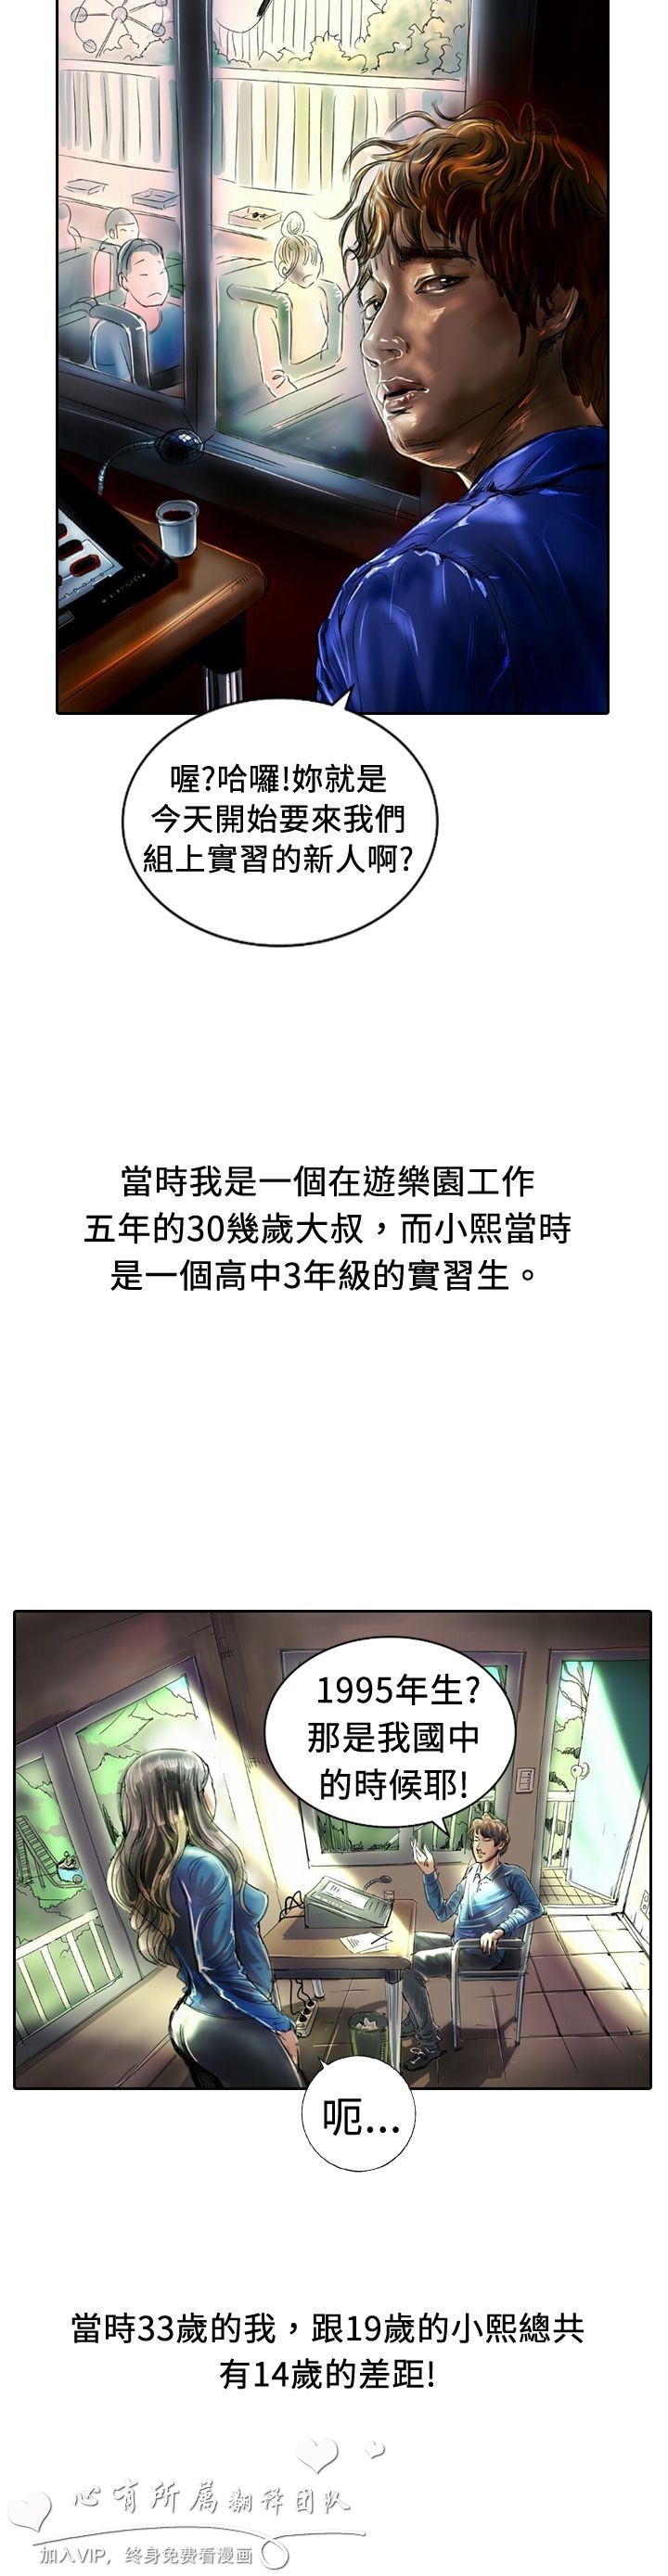 喔?哈囉!妳就是
今天開始要來我們
組上實習的新人啊?
當時我是一個在遊樂園工作
五年的30幾歲大叔，而小熙當時
是一個高中3年級的實習生。
1995年生?
那是我國中
的時候耶!
呃...
當時33歲的我，跟19歲的小熙總共
有14歲的差距!
心有所属翻译团队
加入VIP，终身免费看漫画